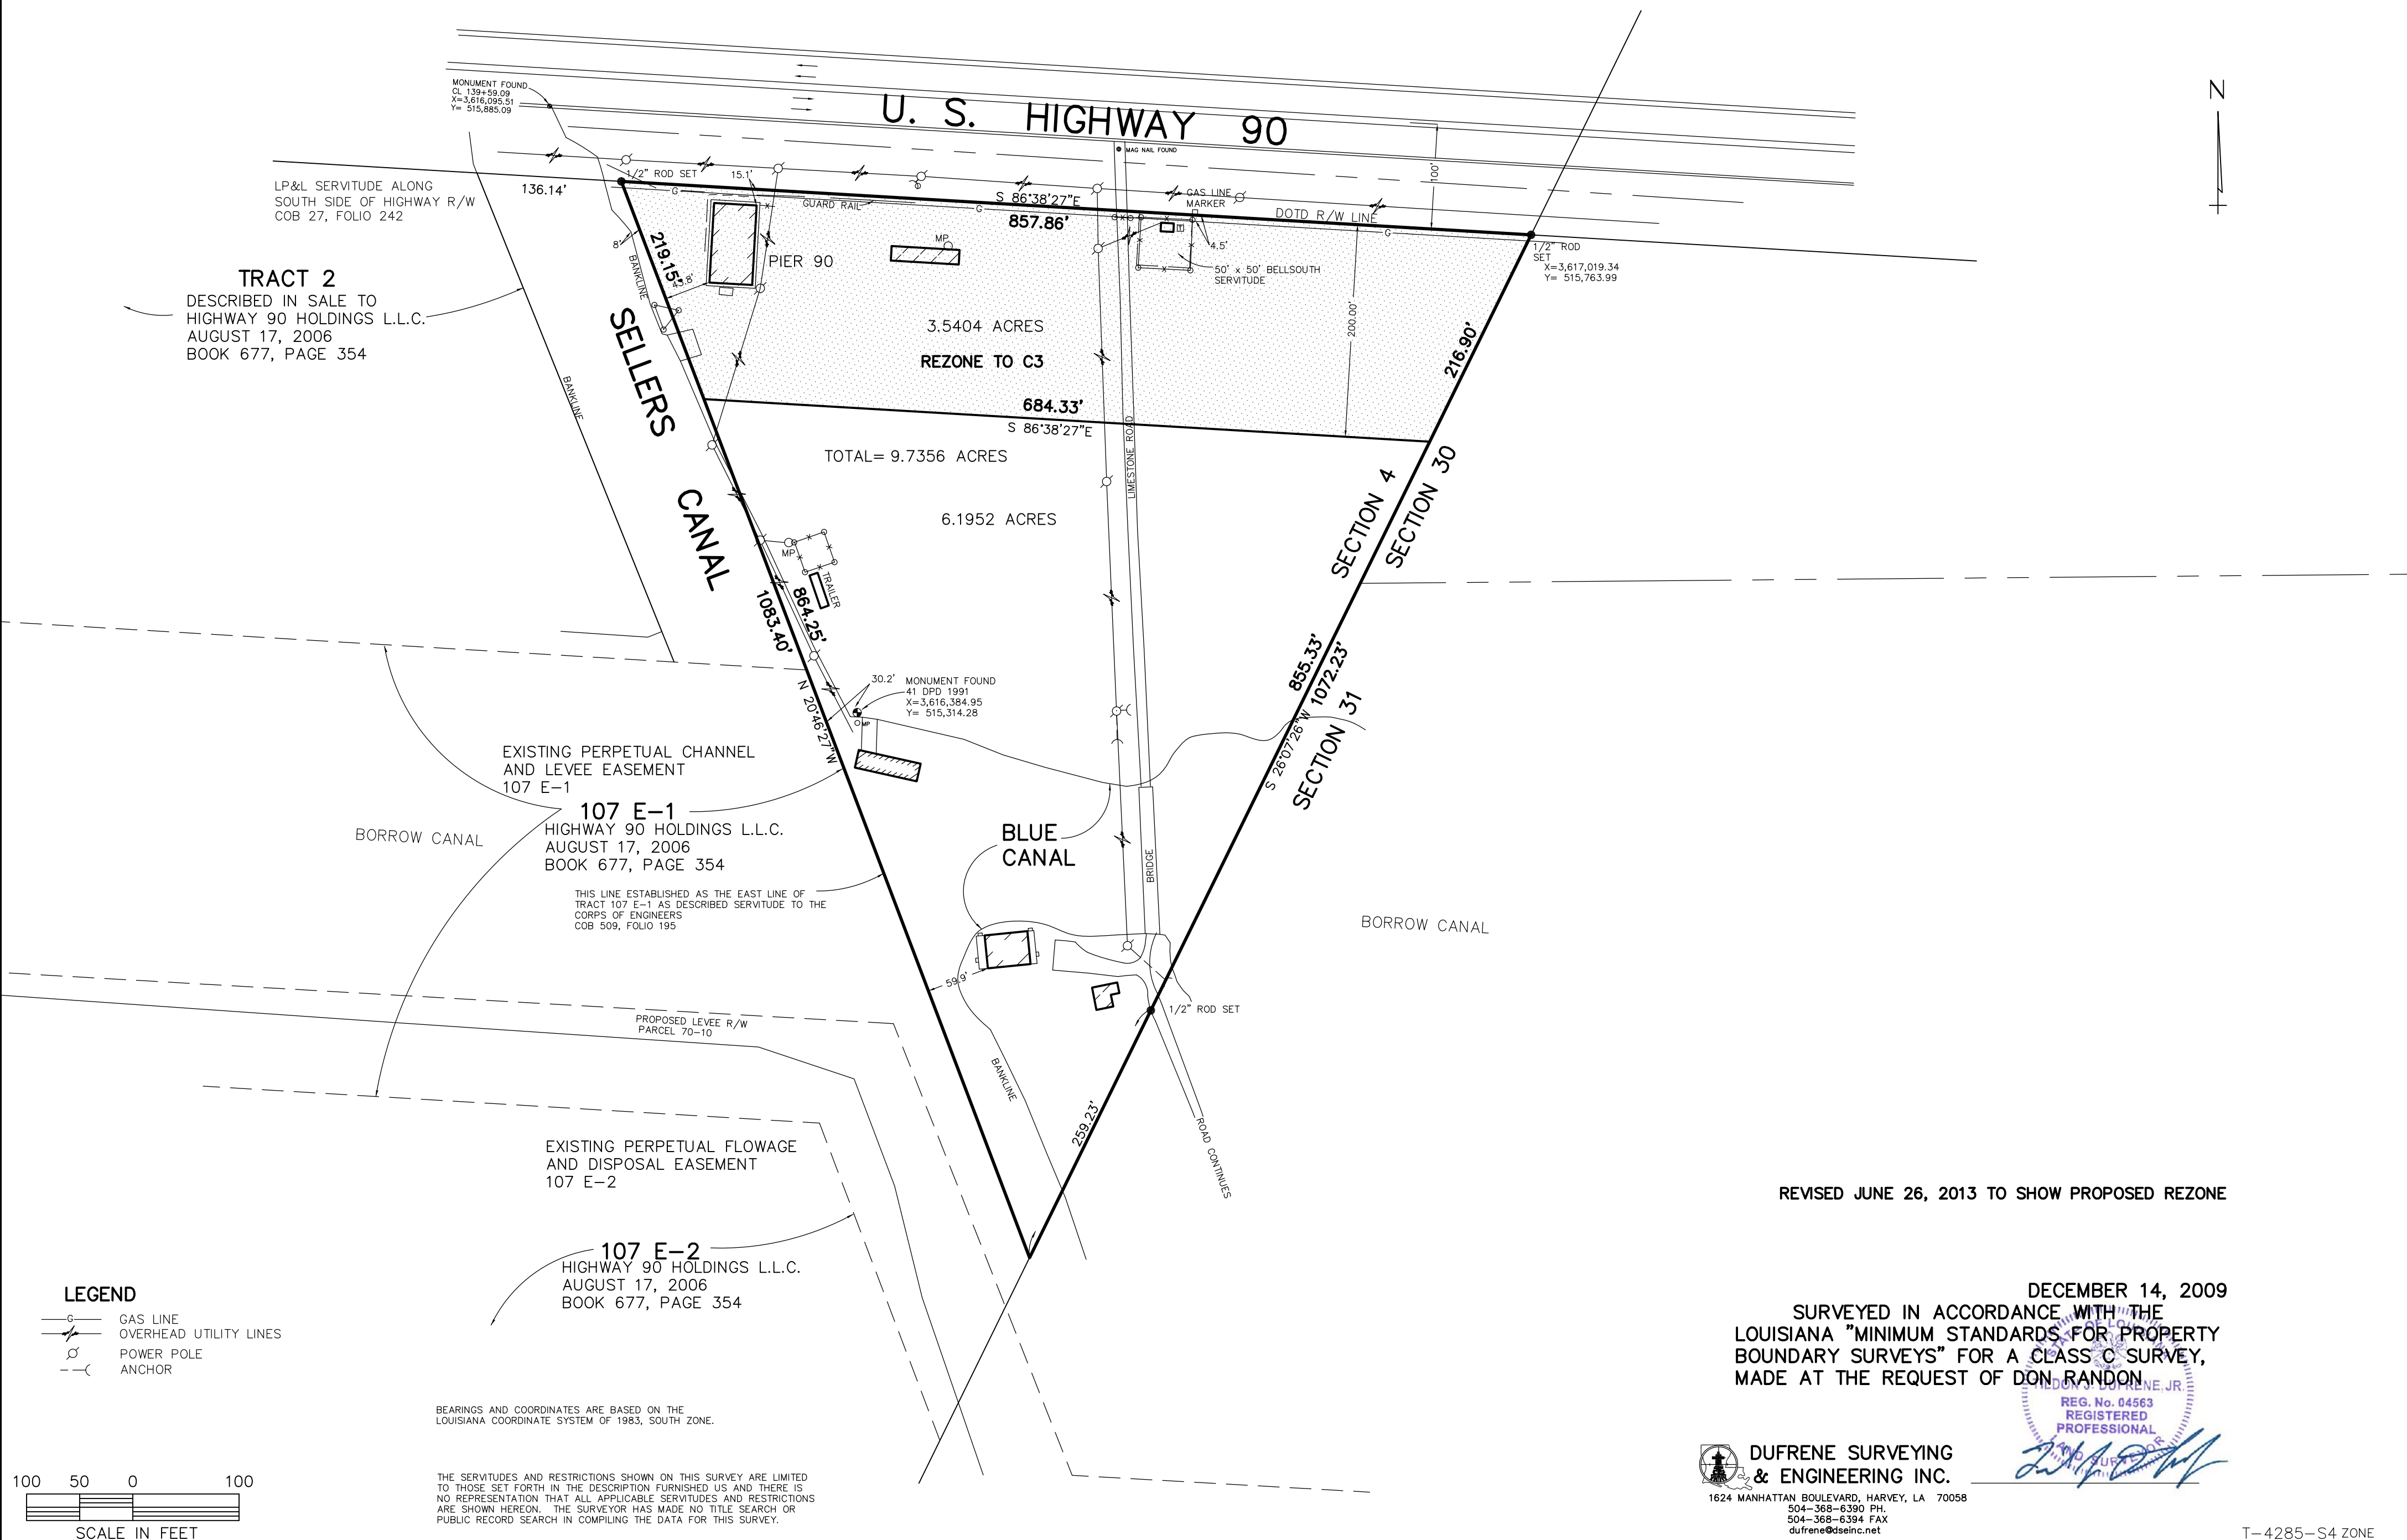 MONUMENT FOUND
CL 139+59.09
X=3,616,095.51
Y= 515,885.09
U. S. HIGHWAY 90
MAG NAIL FOUND
100'
N
LP&L SERVITUDE ALONG
SOUTH SIDE OF HIGHWAY R/W
COB 27, FOLIO 242
136.14'
1/2" ROD SET
15.1'
G
GUARD RAIL
G
S 86°38'27"E
857.86'
GAS LINE
MARKER
DOTD R/W LINE
G
1/2" ROD
SET
X=3,617,019.34
Y= 515,763.99
8'
219.15'
43.8'
PIER 90
MP
T
4.5'
50' x 50' BELLSOUTH
SERVITUDE
200.00'
TRACT 2
DESCRIBED IN SALE TO
HIGHWAY 90 HOLDINGS L.L.C.
AUGUST 17, 2006
BOOK 677, PAGE 354
BANKLINE
BANKLINE
SELLERS CANAL
3.5404 ACRES
REZONE TO C3
216.90'
684.33'
S 86°38'27"E
LIMESTONE ROAD
TOTAL= 9.7356 ACRES
6.1952 ACRES
SECTION 4
SECTION 30
MP
TRAILER
864.25'
1083.40'
N 20°46'27"W
30.2'
MONUMENT FOUND
41 DPD 1991
X=3,616,384.95
Y= 515,314.28
MP
855.33'
S 26°07'26"W 1072.23'
SECTION 31
EXISTING PERPETUAL CHANNEL
AND LEVEE EASEMENT
107 E-1
107 E-1
HIGHWAY 90 HOLDINGS L.L.C.
AUGUST 17, 2006
BOOK 677, PAGE 354
BORROW CANAL
THIS LINE ESTABLISHED AS THE EAST LINE OF
TRACT 107 E-1 AS DESCRIBED SERVITUDE TO THE
CORPS OF ENGINEERS
COB 509, FOLIO 195
BLUE
CANAL
BRIDGE
BORROW CANAL
59.9'
1/2" ROD SET
PROPOSED LEVEE R/W
PARCEL 70-10
BANKLINE
259.23'
ROAD CONTINUES
EXISTING PERPETUAL FLOWAGE
AND DISPOSAL EASEMENT
107 E-2
107 E-2
HIGHWAY 90 HOLDINGS L.L.C.
AUGUST 17, 2006
BOOK 677, PAGE 354
LEGEND
G GAS LINE
OVERHEAD UTILITY LINES
POWER POLE
ANCHOR
BEARINGS AND COORDINATES ARE BASED ON THE
LOUISIANA COORDINATE SYSTEM OF 1983, SOUTH ZONE.
100 50 0 100
SCALE IN FEET
THE SERVITUDES AND RESTRICTIONS SHOWN ON THIS SURVEY ARE LIMITED
TO THOSE SET FORTH IN THE DESCRIPTION FURNISHED US AND THERE IS
NO REPRESENTATION THAT ALL APPLICABLE SERVITUDES AND RESTRICTIONS
ARE SHOWN HEREON. THE SURVEYOR HAS MADE NO TITLE SEARCH OR
PUBLIC RECORD SEARCH IN COMPILING THE DATA FOR THIS SURVEY.
REVISED JUNE 26, 2013 TO SHOW PROPOSED REZONE
DECEMBER 14, 2009
SURVEYED IN ACCORDANCE WITH THE
LOUISIANA "MINIMUM STANDARDS FOR PROPERTY
BOUNDARY SURVEYS" FOR A CLASS C SURVEY,
MADE AT THE REQUEST OF DON RANDON
STATE OF LOUISIANA
DUFRENE, JR.
REG. No. 04563
REGISTERED
PROFESSIONAL
LAND SURVEYOR
DUFRENE SURVEYING
& ENGINEERING INC.
1624 MANHATTAN BOULEVARD, HARVEY, LA 70058
504-368-6390 PH.
504-368-6394 FAX
dufrene@dseinc.net
T-4285-S4 ZONE